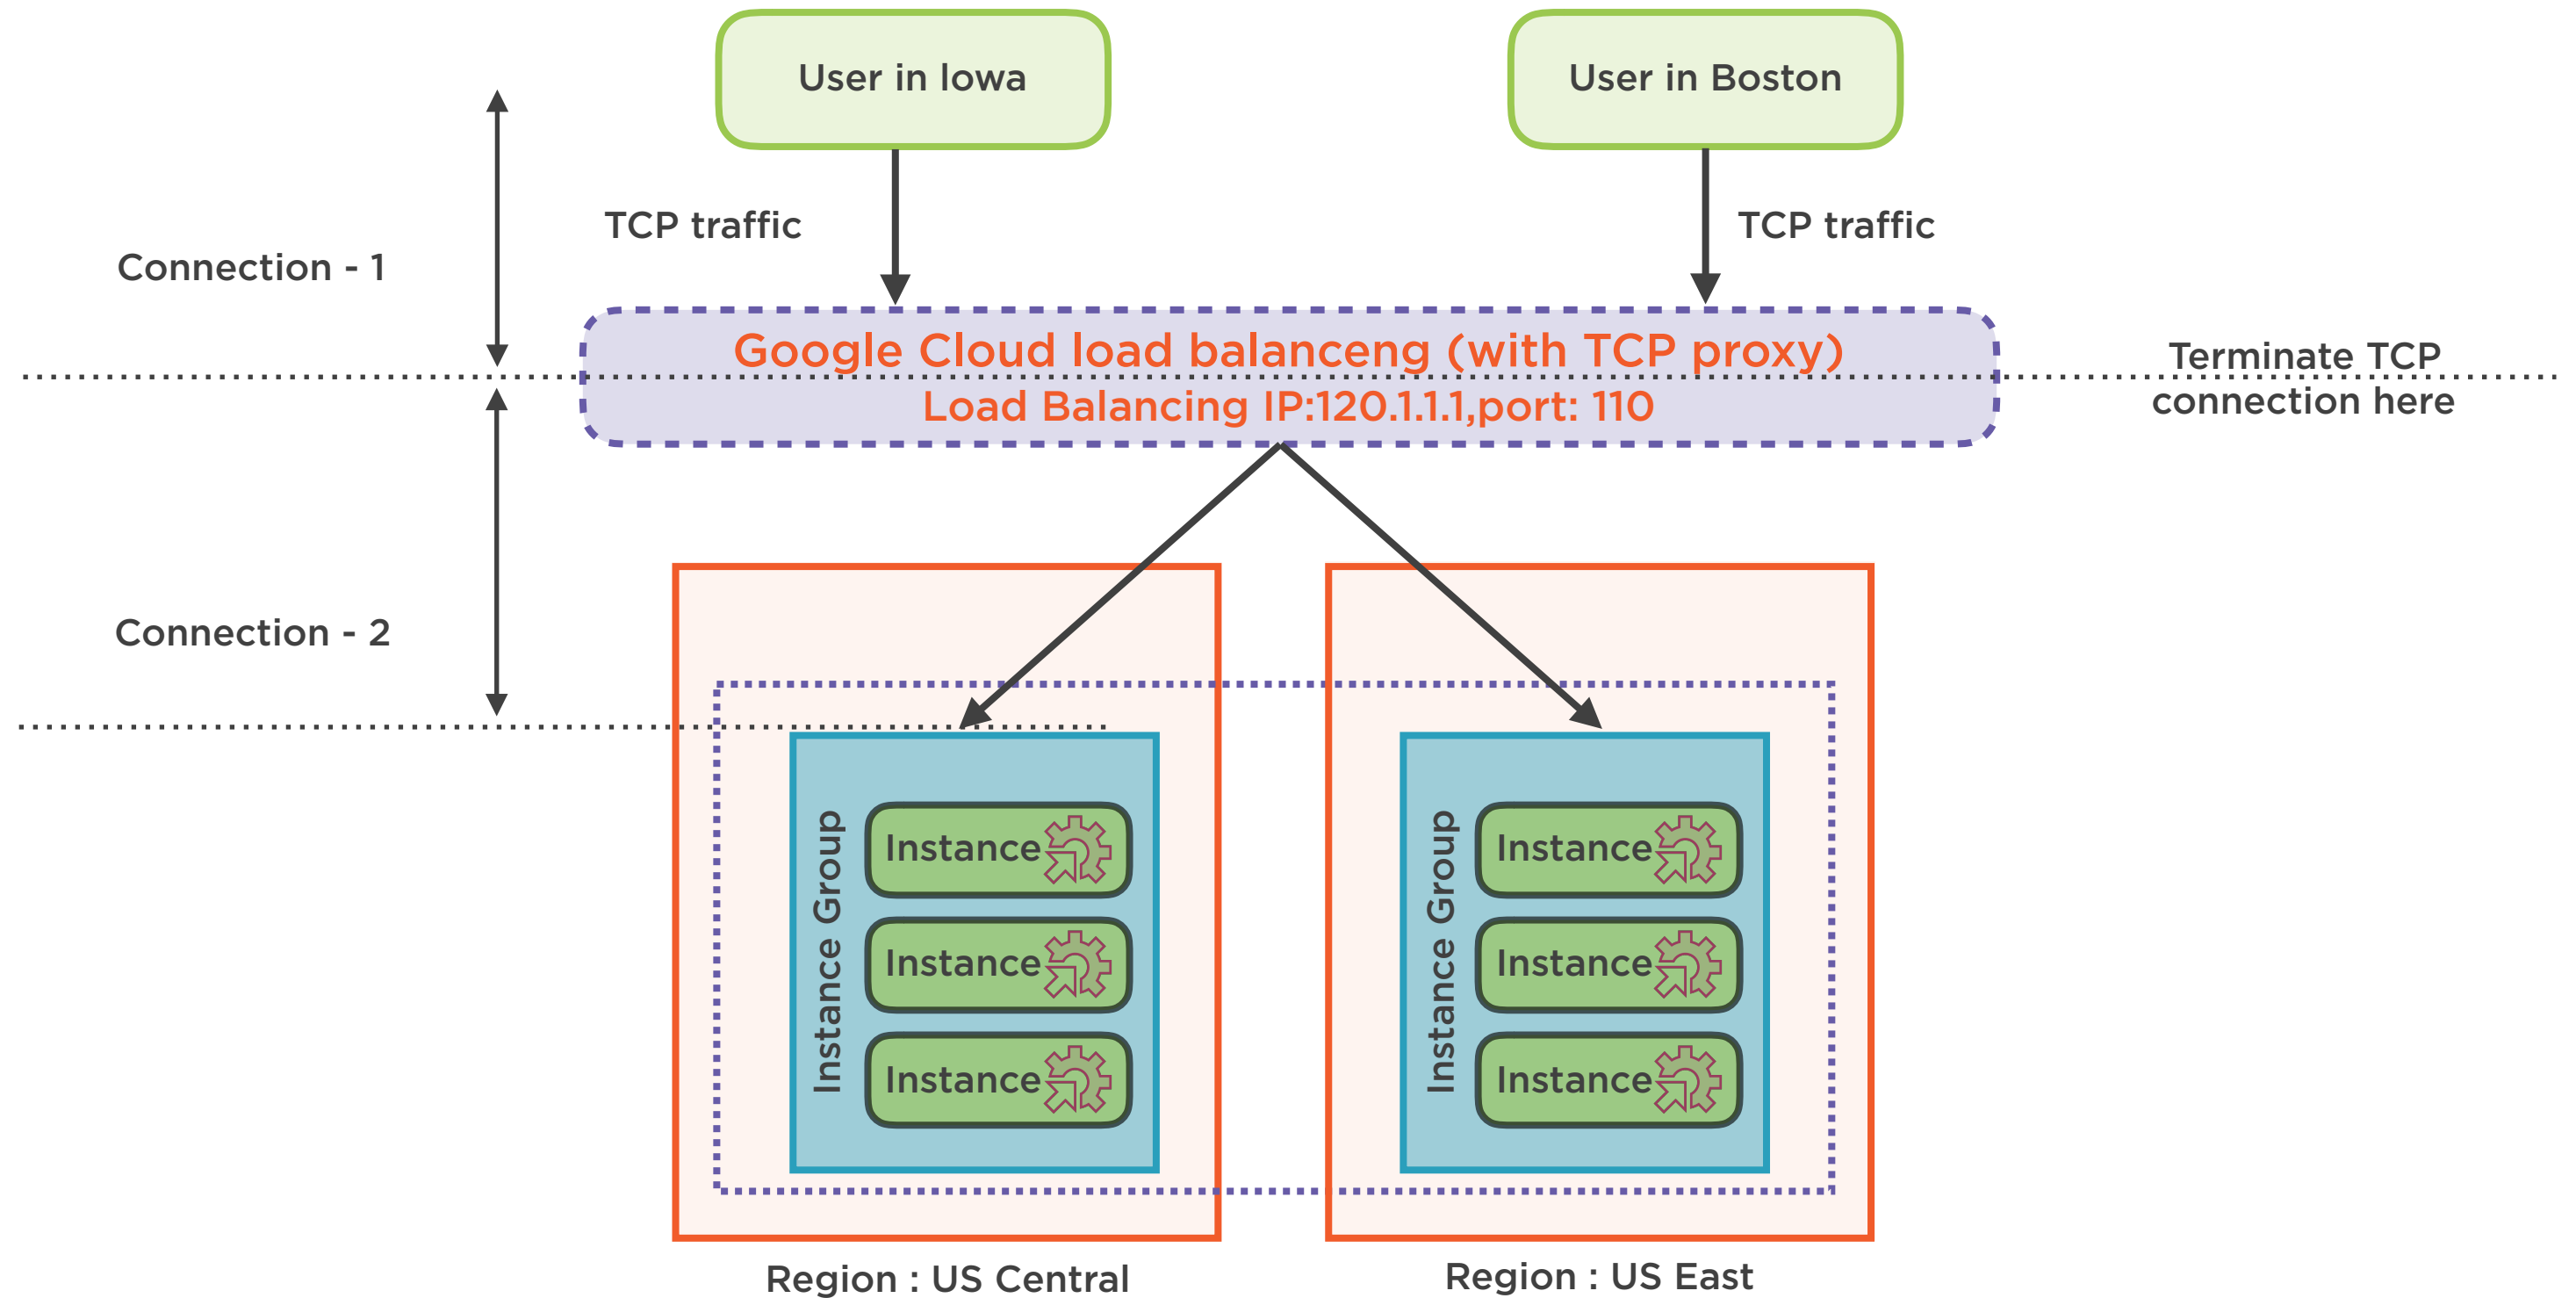 User in Iowa
User in Boston
TCP traffic
TCP traffic
Connection - 1
Google Cloud load balanceng (with TCP proxy)
Load Balancing IP:120.1.1.1,port: 110
Terminate TCP
connection here
Connection - 2
Instance Group
Instance
Instance
Instance
Instance Group
Instance
Instance
Instance
Region : US Central
Region : US East